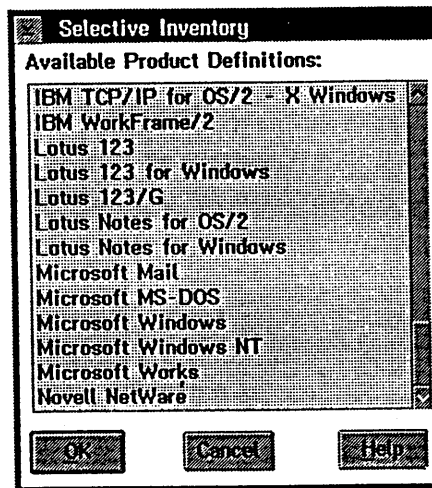 Selective Inventory
Available Product Definitions:
IBM TCP/IP for OS/2 - X Windows
IBM WorkFrame/2
Lotus 123
Lotus 123 for Windows
Lotus 123/G
Lotus Notes for OS/2
Lotus Notes for Windows
Microsoft Mail
Microsoft MS-DOS
Microsoft Windows
Microsoft Windows NT
Microsoft Works
Novell NetWare
OK Cancel Help